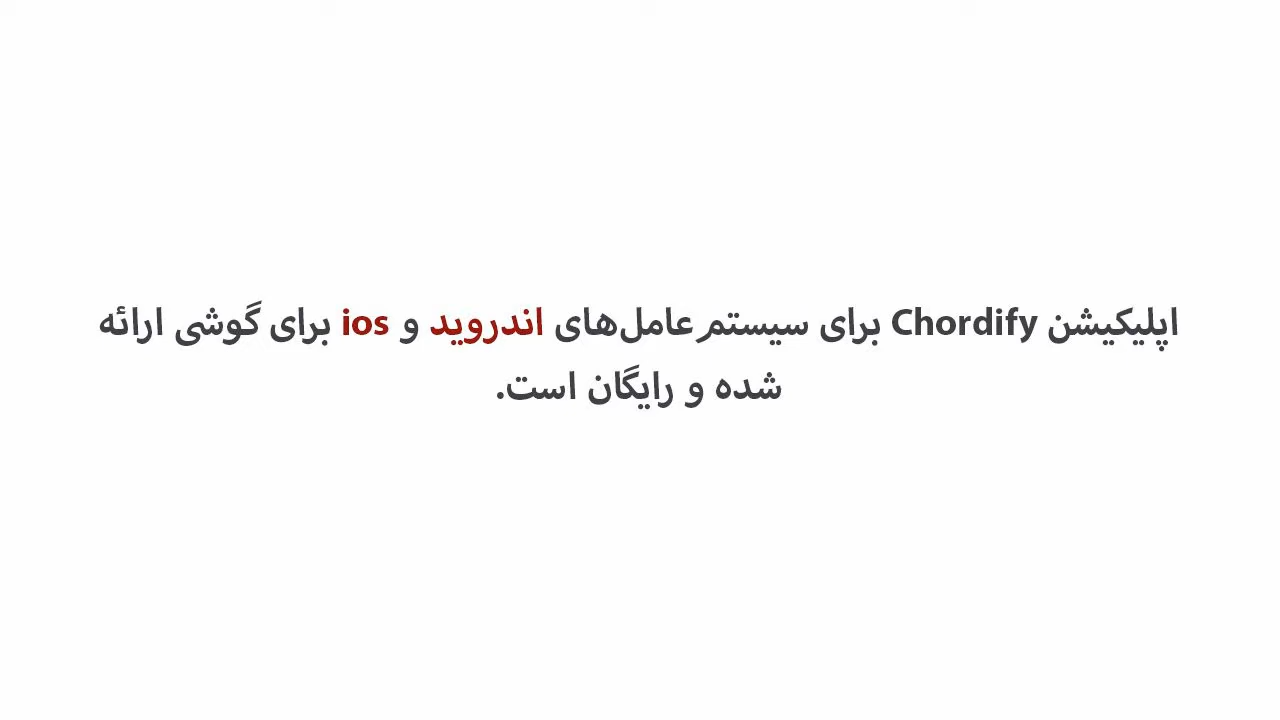 اپلیکیشن Chordify برای سیستم‌عامل‌های اندروید و ios برای گوشی ارائه
شده و رایگان است.